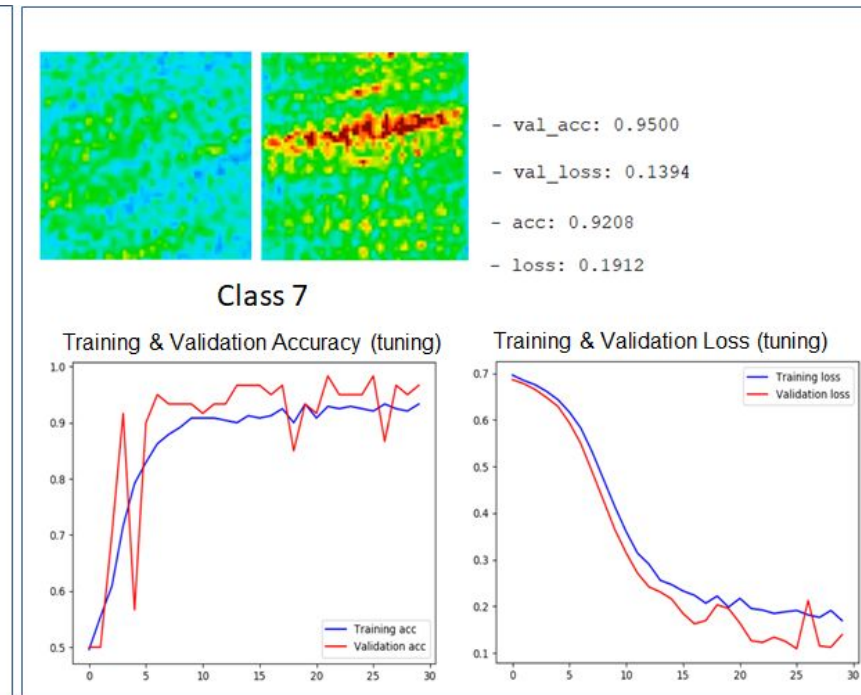 - val_acc: 0.9500
- val_loss: 0.1394
- acc: 0.9208
- loss: 0.1912
Class 7
Training & Validation Accuracy (tuning)
1.0
0.9
0.8
0.7
0.6
0.5
Training acc
Validation acc
0 5 10 15 20 25 30
Training & Validation Loss (tuning)
0.7
0.6
0.5
0.4
0.3
0.2
0.1
Training loss
Validation loss
0 5 10 15 20 25 30